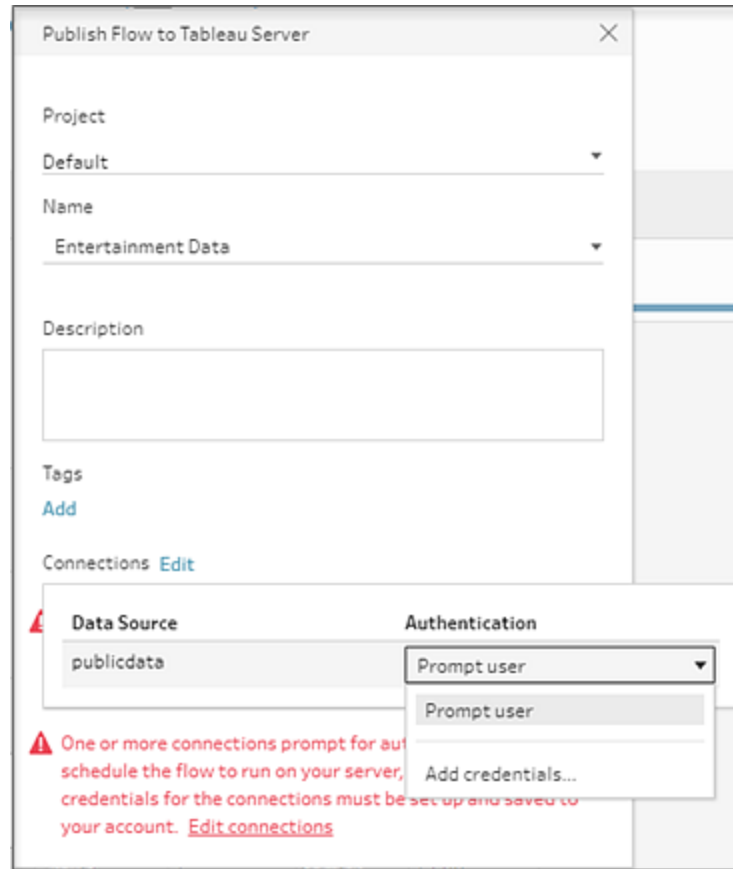 Publish Flow to Tableau Server
Project
Default
Name
Entertainment Data
Description
Tags
Add
Connections Edit
Data Source Authentication
publicdata Prompt user
Prompt user
Add credentials...
One or more connections prompt for
schedule the flow to run on your server,
credentials for the connections must be set up and saved to
your account. Edit connections